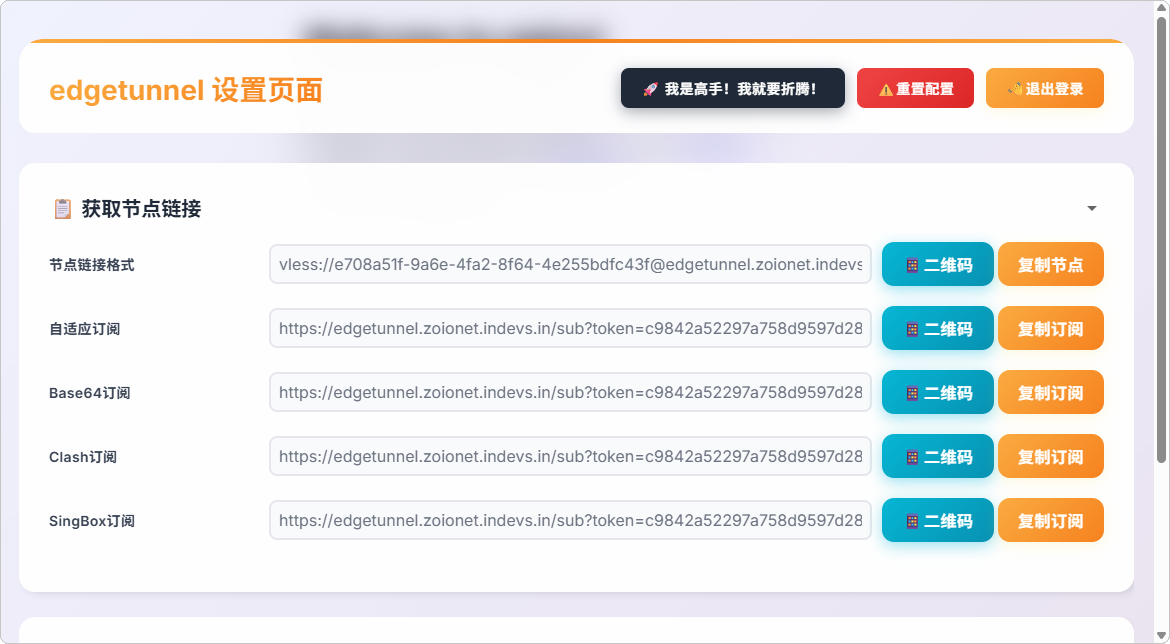 edgetunnel 设置页面
🚀 我是高手！我就要折腾！
⚠️重置配置
👋退出登录
📋 获取节点链接
节点链接格式
vless://e708a51f-9a6e-4fa2-8f64-4e255bdfc43f@edgetunnel.zoionet.indevs
📱二维码
复制节点
自适应订阅
https://edgetunnel.zoionet.indevs.in/sub?token=c9842a52297a758d9597d28
📱二维码
复制订阅
Base64订阅
https://edgetunnel.zoionet.indevs.in/sub?token=c9842a52297a758d9597d28
📱二维码
复制订阅
Clash订阅
https://edgetunnel.zoionet.indevs.in/sub?token=c9842a52297a758d9597d28
📱二维码
复制订阅
SingBox订阅
https://edgetunnel.zoionet.indevs.in/sub?token=c9842a52297a758d9597d28
📱二维码
复制订阅